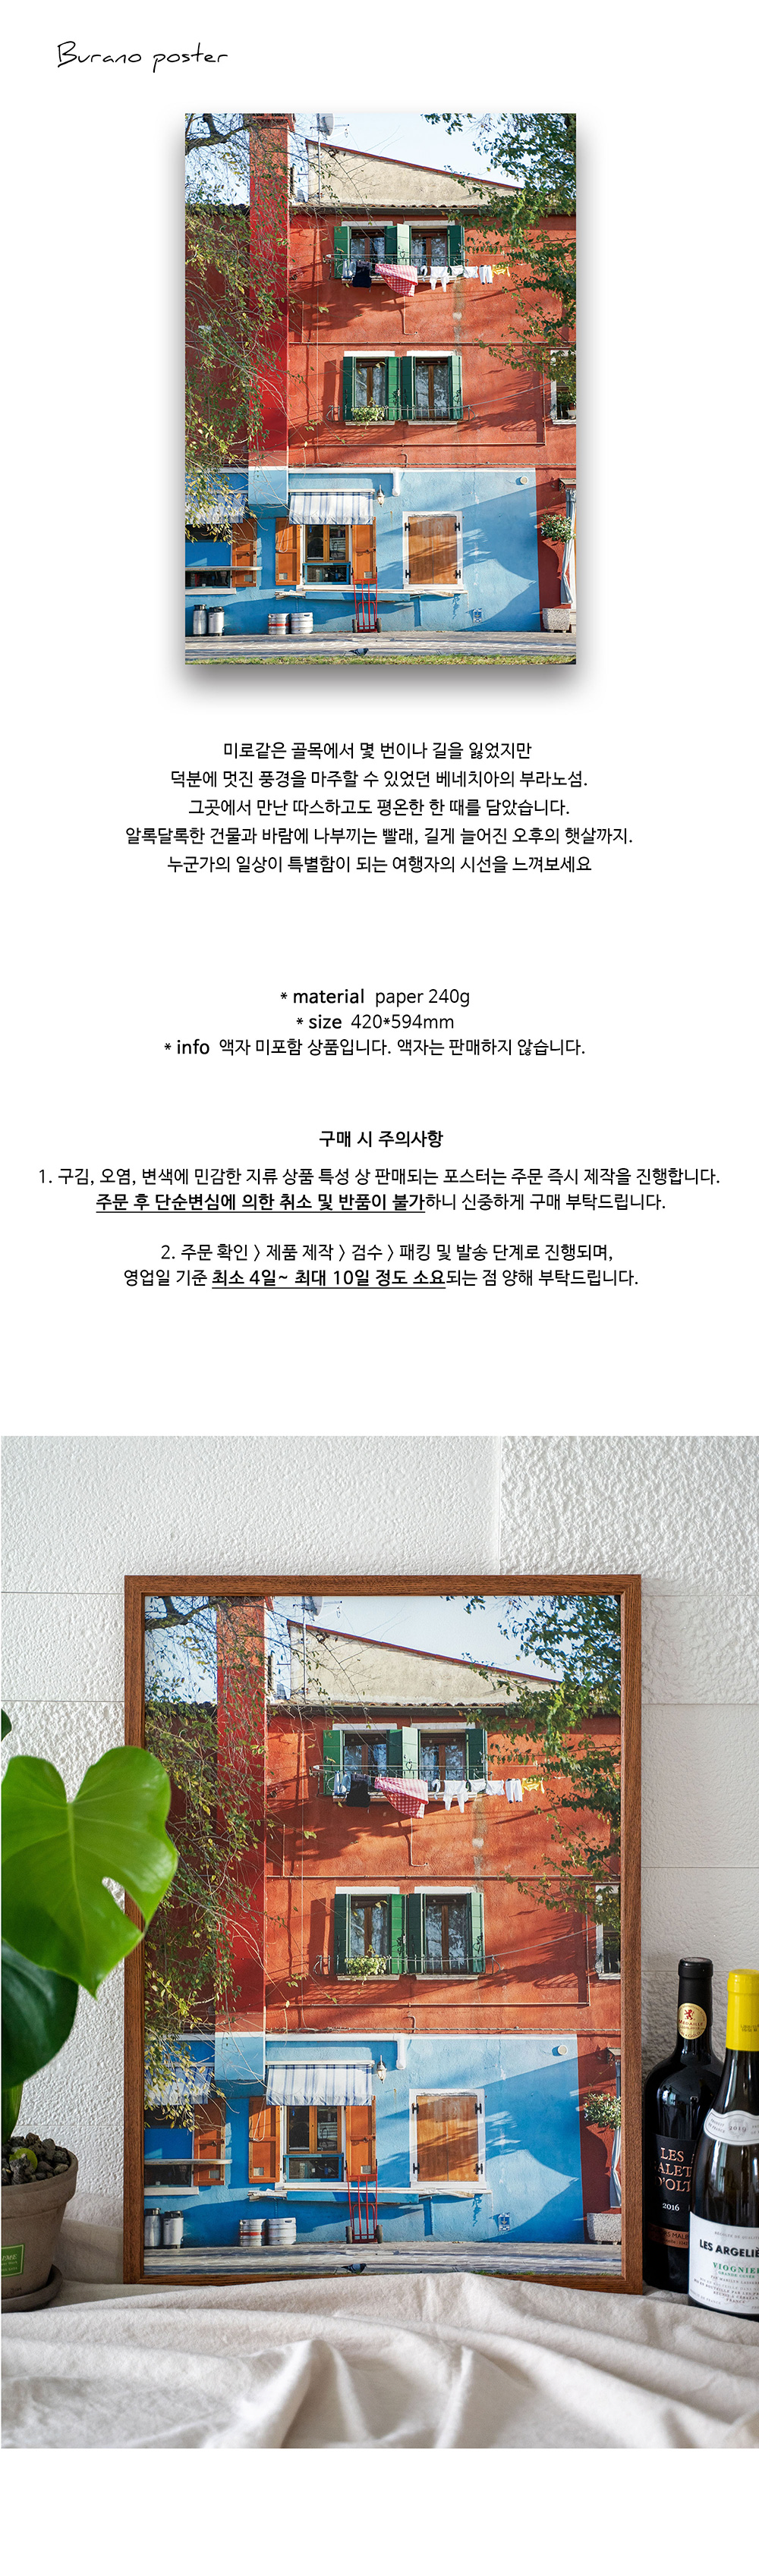 Burano poster
미로같은 골목에서 몇 번이나 길을 잃었지만
덕분에 멋진 풍경을 마주할 수 있었던 베네치아의 부라노섬.
그곳에서 만난 따스하고도 평온한 한 때를 담았습니다.
알록달록한 건물과 바람에 나부끼는 빨래, 길게 늘어진 오후의 햇살까지.
누군가의 일상이 특별함이 되는 여행자의 시선을 느껴보세요
* material paper 240g
* size 420*594mm
* info 액자 미포함 상품입니다. 액자는 판매하지 않습니다.
구매 시 주의사항
1. 구김, 오염, 변색에 민감한 지류 상품 특성 상 판매되는 포스터는 주문 즉시 제작을 진행합니다.
주문 후 단순변심에 의한 취소 및 반품이 불가하니 신중하게 구매 부탁드립니다.
2. 주문 확인 > 제품 제작 > 검수 > 패킹 및 발송 단계로 진행되며,
영업일 기준 최소 4일~ 최대 10일 정도 소요되는 점 양해 부탁드립니다.
LES
D'OLT
2016
2019
LES ARGELIÈ
VIOGNIER
FRANCE